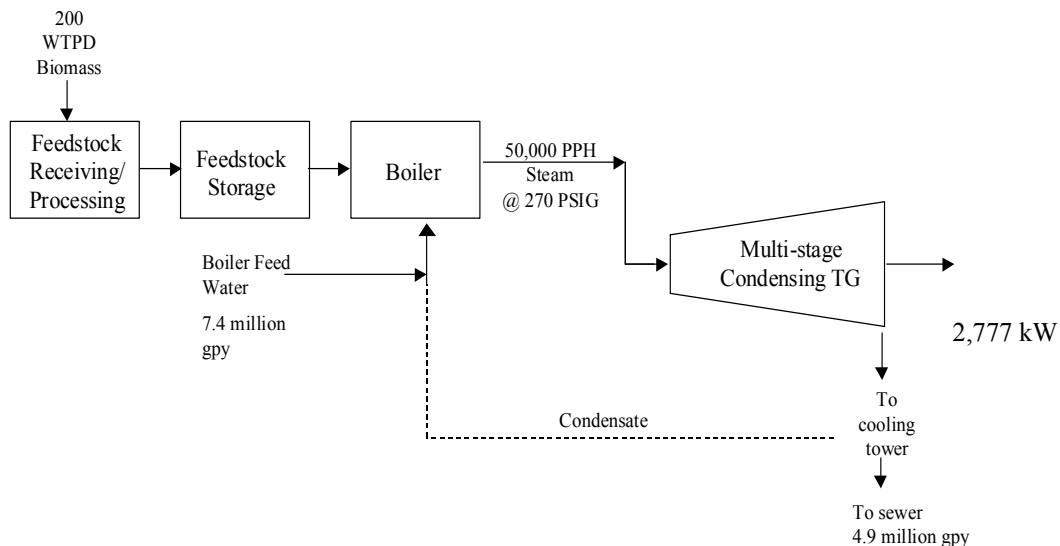 200
WTPD
Biomass
Feedstock
Receiving/
Processing
Feedstock
Storage
Boiler
50,000 PPH
Steam
@ 270 PSIG
Multi-stage
Condensing TG
Boiler Feed
Water
7.4 million
gpy
2,777 kW
Condensate
To
cooling
tower
To sewer
4.9 million gpy